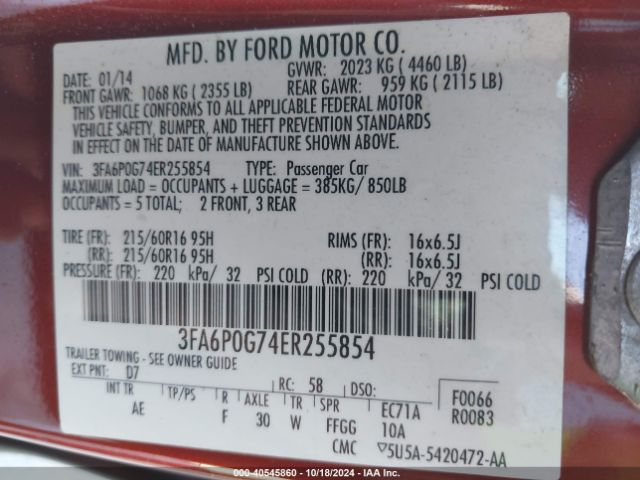 MFD. BY FORD MOTOR CO.
DATE: 01/14 GVWR: 2023 KG ( 4460 LB)
FRONT GAWR: 1068 KG ( 2355 LB) REAR GAWR: 959 KG ( 2115 LB)
THIS VEHICLE CONFORMS TO ALL APPLICABLE FEDERAL MOTOR
VEHICLE SAFETY, BUMPER, AND THEFT PREVENTION STANDARDS
IN EFFECT ON THE DATE OF MANUFACTURE SHOWN ABOVE.
VIN: 3FA6P0G74ER255854 TYPE: Passenger Car
MAXIMUM LOAD = OCCUPANTS + LUGGAGE = 385KG/ 850LB
OCCUPANTS = 5 TOTAL; 2 FRONT, 3 REAR
TIRE (FR): 215/60R16 95H RIMS (FR): 16x6.5J
(RR): 215/60R16 95H (RR): 16x6.5J
PRESSURE (FR): 220 kPa/ 32 PSI COLD (RR): 220 kPa/ 32 PSI COLD
3FA6P0G74ER255854
TRAILER TOWING - SEE OWNER GUIDE
EXT PNT: D7 RC: 58 DSO: F0066
INT TR TP/PS R AXLE TR SPR EC71A R0083
AE F 30 W FFGG 10A
CMC ▽5U5A-5420472-AA
Stock: 40545860 - 10/18/2024 - IAA Inc.